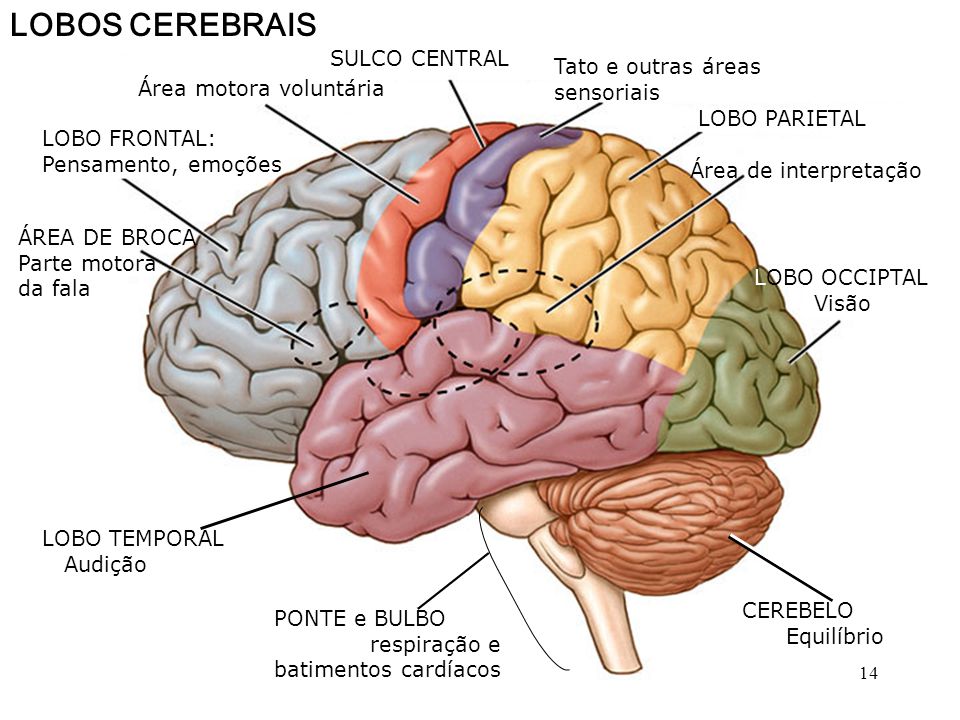 LOBOS CEREBRAIS
SULCO CENTRAL
Tato e outras áreas
sensoriais
Área motora voluntária
LOBO PARIETAL
LOBO FRONTAL:
Pensamento, emoções
Área de interpretação
ÁREA DE BROCA
Parte motora
da fala
LOBO OCCIPTAL
Visão
LOBO TEMPORAL
Audição
PONTE e BULBO
respiração e
batimentos cardíacos
CEREBELO
Equilíbrio
14